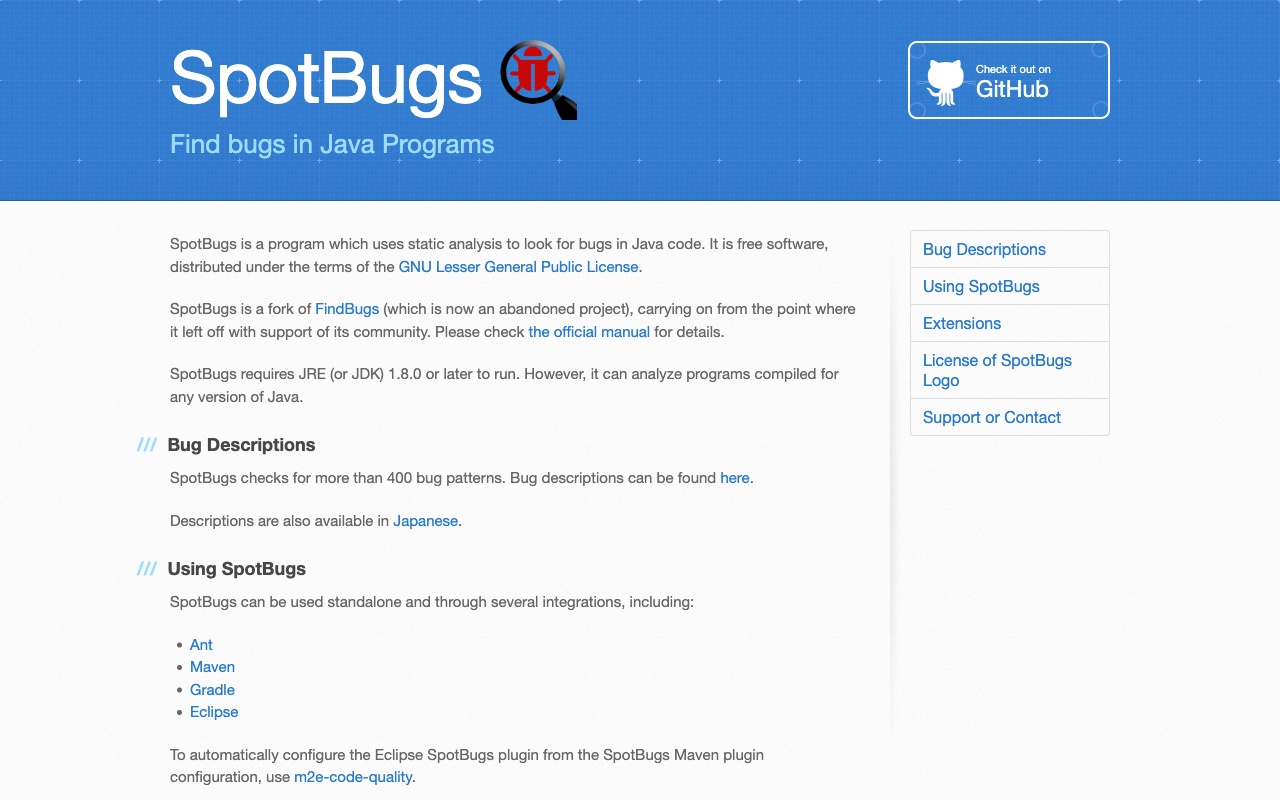 SpotBugs
Find bugs in Java Programs
Check it out on
GitHub
SpotBugs is a program which uses static analysis to look for bugs in Java code. It is free software,
distributed under the terms of the GNU Lesser General Public License.
SpotBugs is a fork of FindBugs (which is now an abandoned project), carrying on from the point where
it left off with support of its community. Please check the official manual for details.
SpotBugs requires JRE (or JDK) 1.8.0 or later to run. However, it can analyze programs compiled for
any version of Java.
/// Bug Descriptions
SpotBugs checks for more than 400 bug patterns. Bug descriptions can be found here.
Descriptions are also available in Japanese.
/// Using SpotBugs
SpotBugs can be used standalone and through several integrations, including:
• Ant
• Maven
• Gradle
• Eclipse
To automatically configure the Eclipse SpotBugs plugin from the SpotBugs Maven plugin
configuration, use m2e-code-quality.
Bug Descriptions
Using SpotBugs
Extensions
License of SpotBugs
Logo
Support or Contact